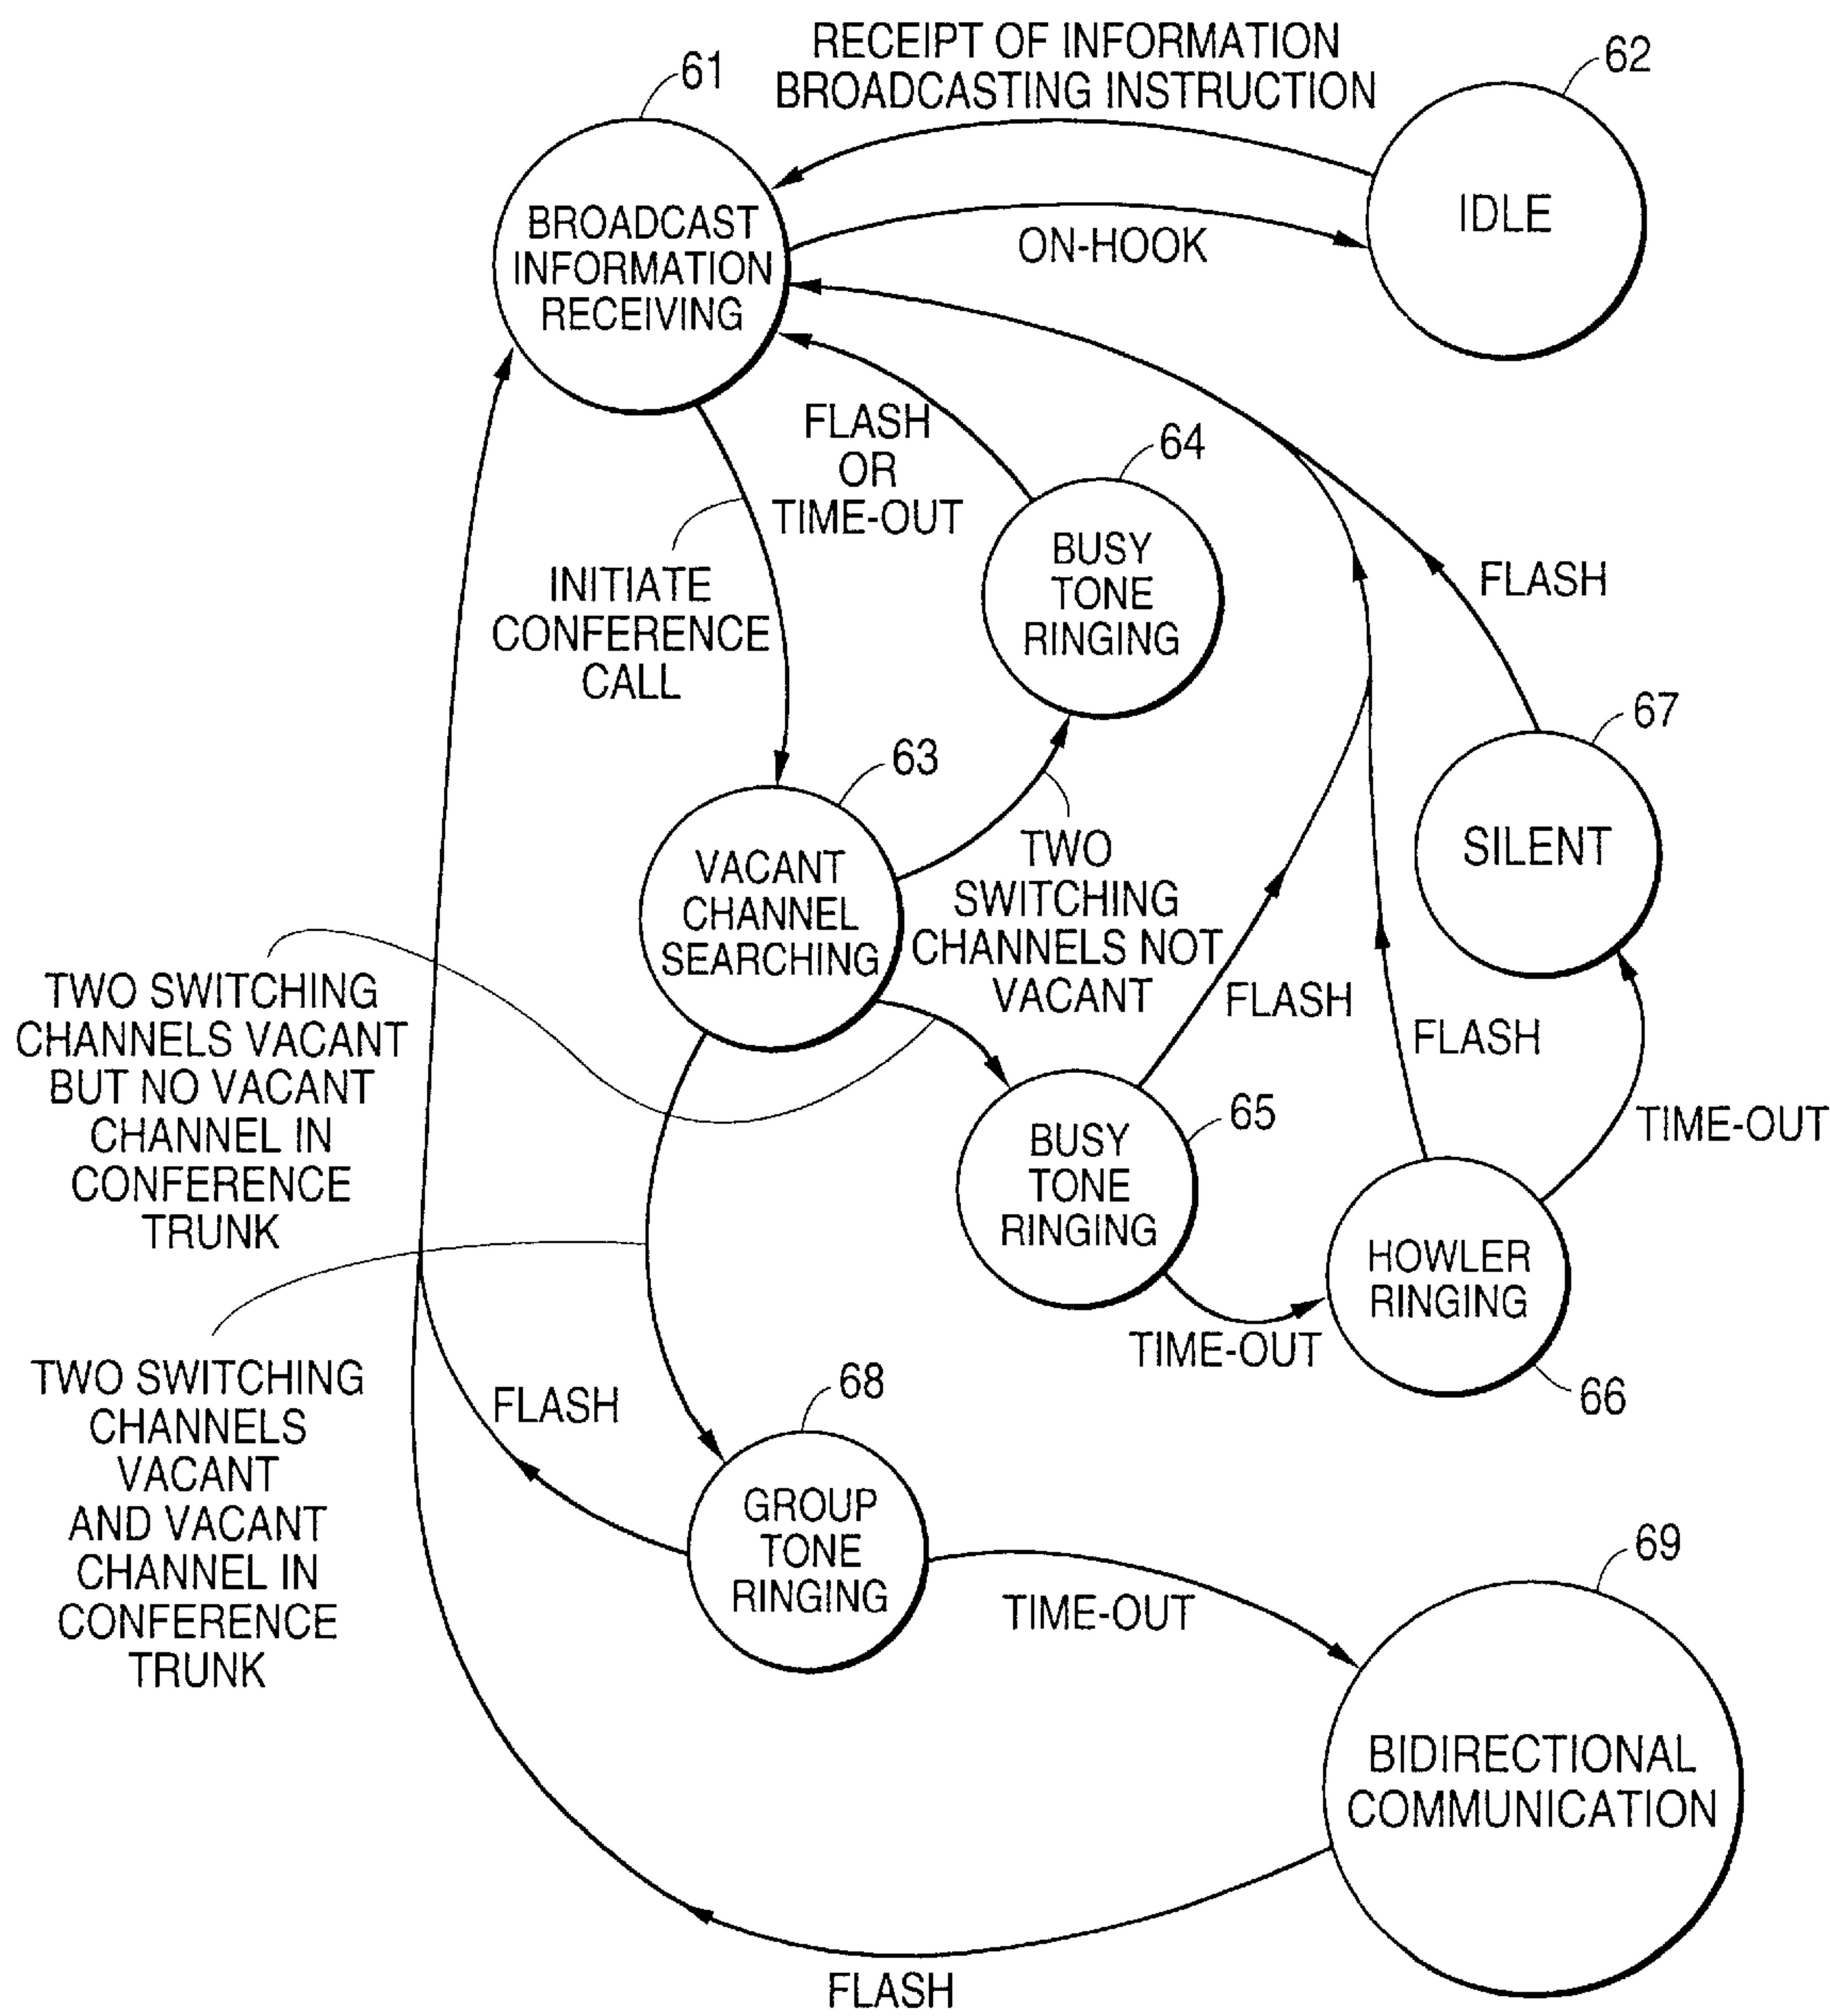 RECEIPT OF INFORMATION
BROADCASTING INSTRUCTION
61
62
BROADCAST
INFORMATION
RECEIVING
IDLE
ON-HOOK
FLASH
OR
TIME-OUT
64
BUSY
TONE
RINGING
INITIATE
CONFERENCE
CALL
FLASH
67
SILENT
63
VACANT
CHANNEL
SEARCHING
TWO
SWITCHING
CHANNELS NOT
VACANT
TWO SWITCHING
CHANNELS VACANT
BUT NO VACANT
CHANNEL IN
CONFERENCE
TRUNK
FLASH
FLASH
TIME-OUT
65
BUSY
TONE
RINGING
HOWLER
RINGING
TIME-OUT
66
TWO SWITCHING
CHANNELS
VACANT
AND VACANT
CHANNEL IN
CONFERENCE
TRUNK
FLASH
68
GROUP
TONE
RINGING
TIME-OUT
69
BIDIRECTIONAL
COMMUNICATION
FLASH